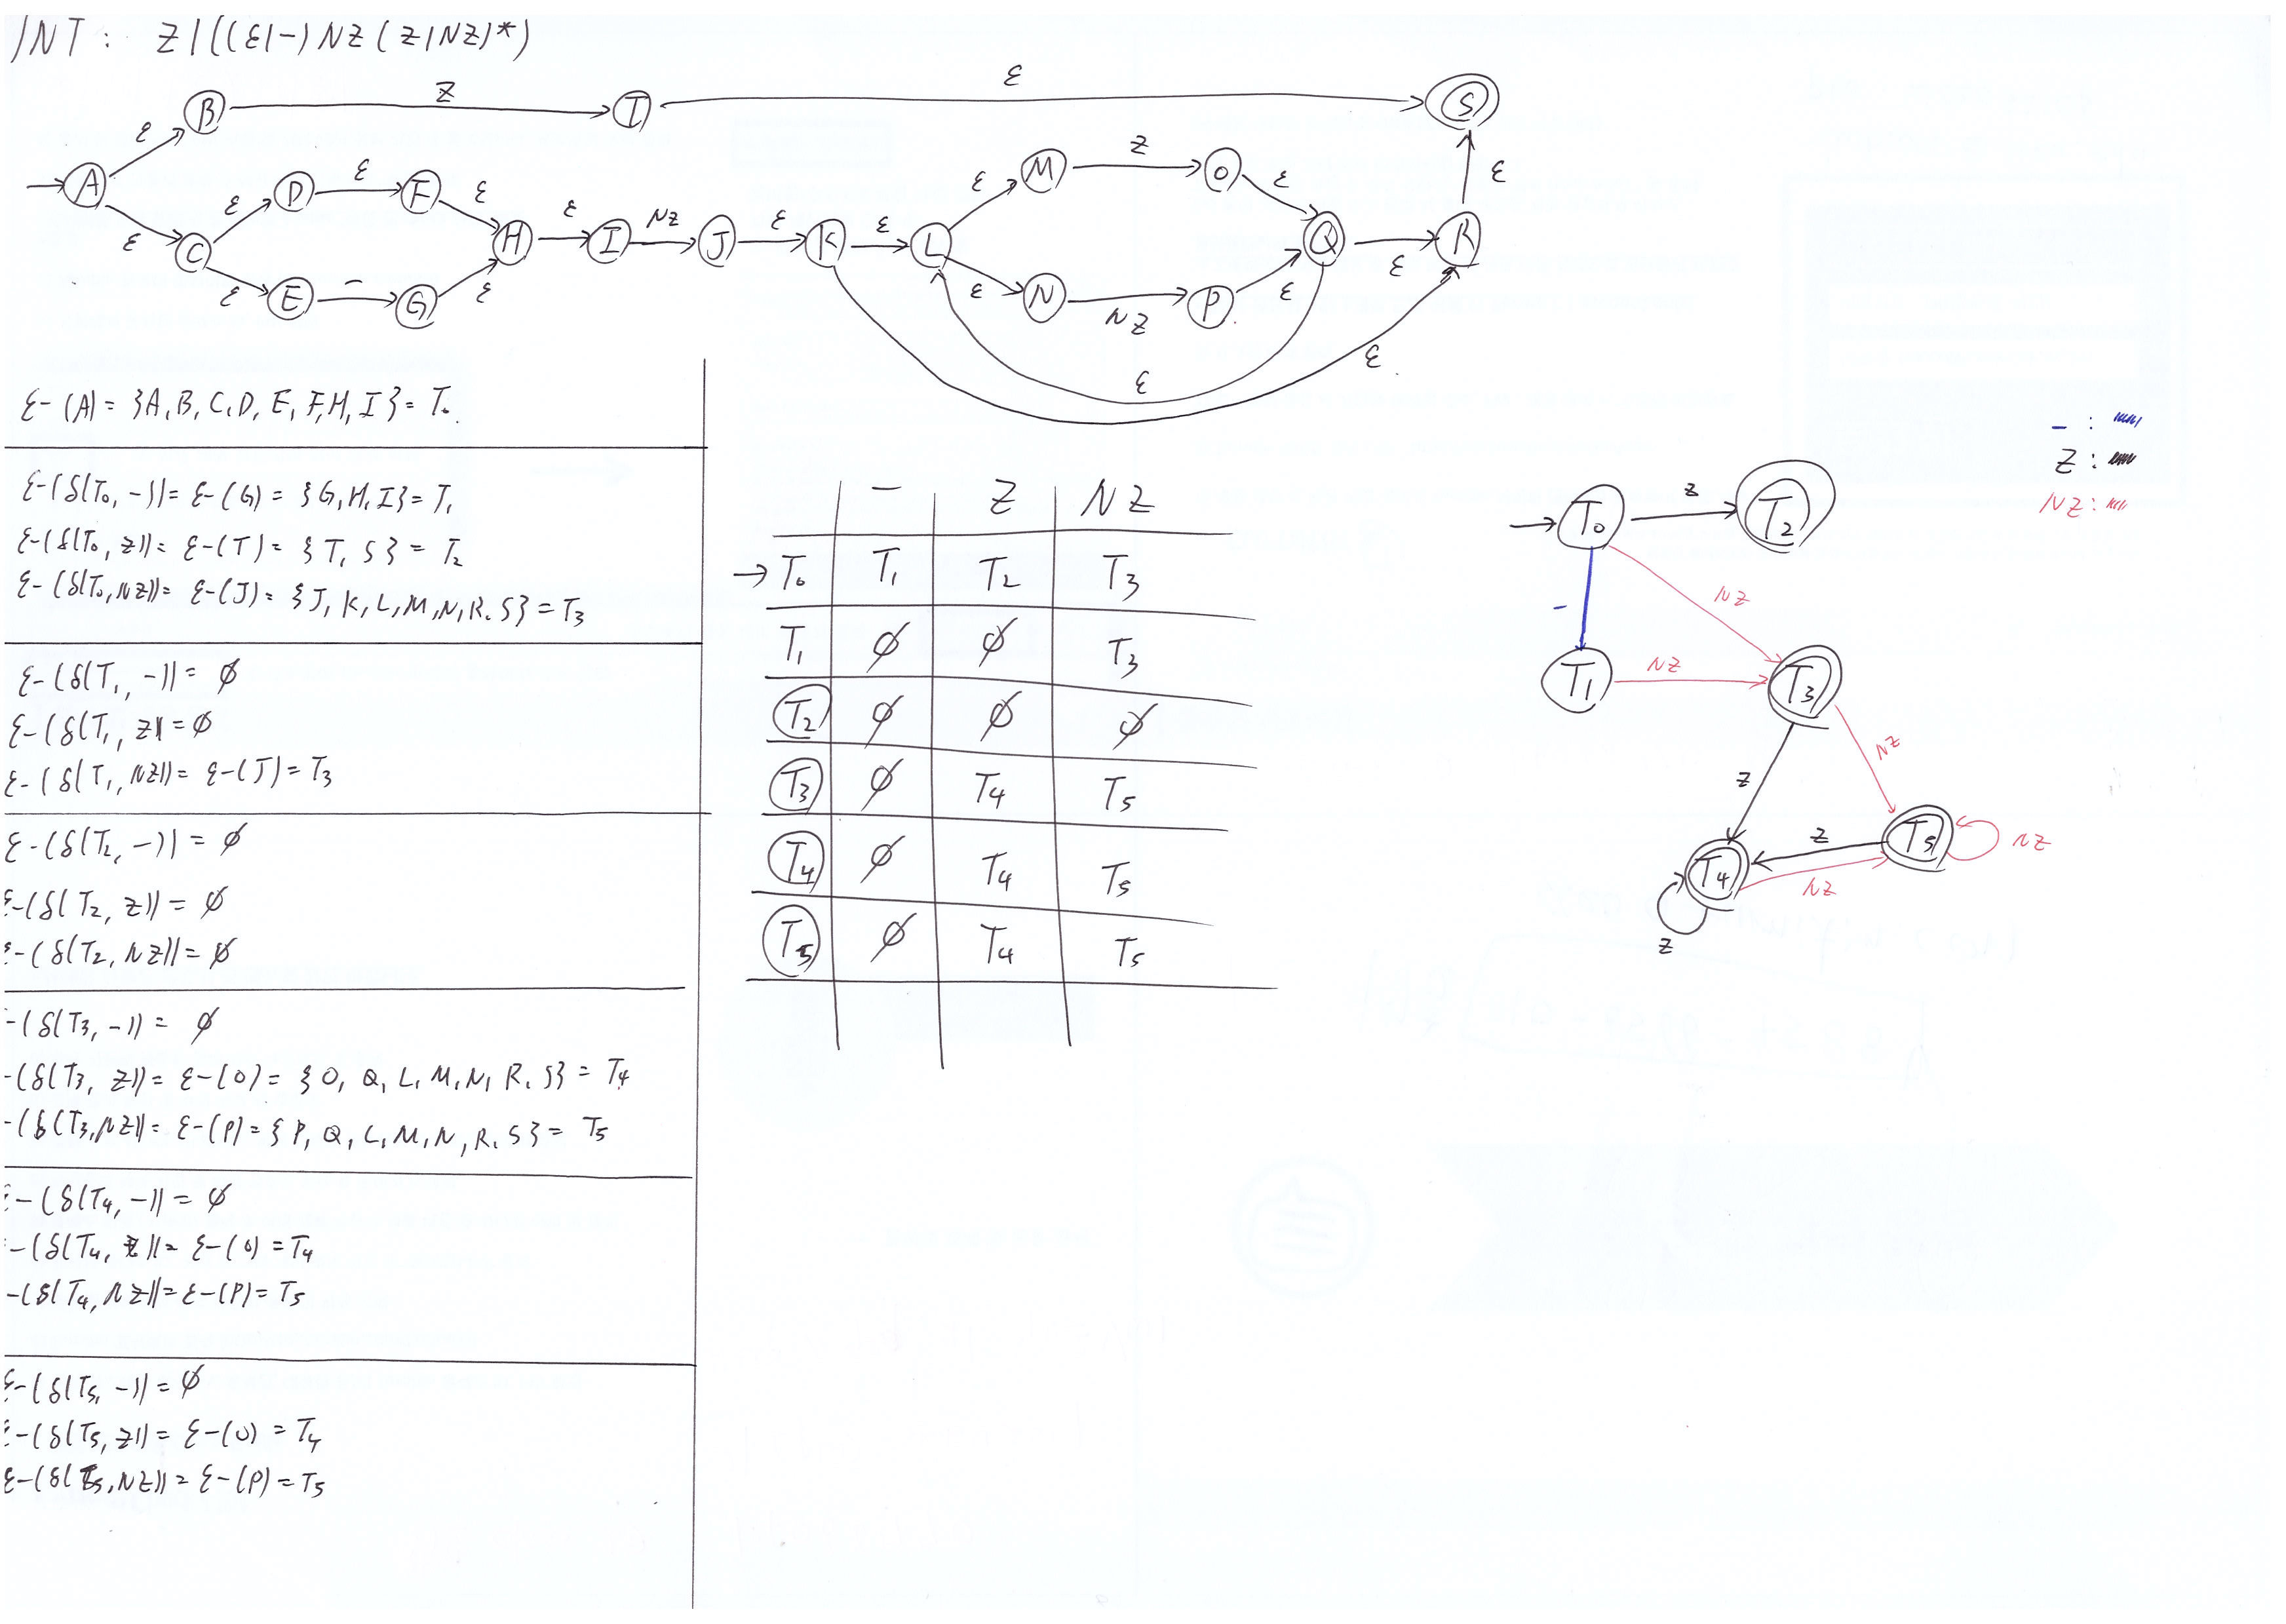 INT: Z|((ε|-)NZ(Z|NZ)*)
B Z I ε S
ε
A
ε
D ε F ε
ε
C
ε
E - G ε
H ε I NZ J ε K ε L
ε M Z O ε
ε N NZ P ε
Q ε R ε
ε
ε
ε-(A) = {A, B, C, D, E, F, H, I} = T₀
ε-(δ(T₀, -)) = ε-(G) = {G, H, I} = T₁
ε-(δ(T₀, Z)) = ε-(T) = {T, S} = T₂
ε-(δ(T₀, NZ)) = ε-(J) = {J, K, L, M, N, R, S} = T₃
ε-(δ(T₁, -)) = ∅
ε-(δ(T₁, Z)) = ∅
ε-(δ(T₁, NZ)) = ε-(J) = T₃
ε-(δ(T₂, -)) = ∅
ε-(δ(T₂, Z)) = ∅
ε-(δ(T₂, NZ)) = ∅
-(δ(T₃, -)) = ∅
-(δ(T₃, Z)) = ε-(O) = {O, Q, L, M, N, R, S} = T₄
-(δ(T₃, NZ)) = ε-(P) = {P, Q, L, M, N, R, S} = T₅
ε-(δ(T₄, -)) = ∅
-(δ(T₄, Z)) = ε-(O) = T₄
-(δ(T₄, NZ)) = ε-(P) = T₅
ε-(δ(T₅, -)) = ∅
ε-(δ(T₅, Z)) = ε-(O) = T₄
ε-(δ(T₅, NZ)) = ε-(P) = T₅
- Z NZ
→ T₀ T₁ T₂ T₃
T₁ ∅ ∅ T₃
T₂ ∅ ∅ ∅
T₃ ∅ T₄ T₅
T₄ ∅ T₄ T₅
T₅ ∅ T₄ T₅
- :
Z :
NZ :
T₀ Z T₂
- NZ
T₁ NZ T₃
Z NZ
T₄ Z T₅ NZ
NZ
Z